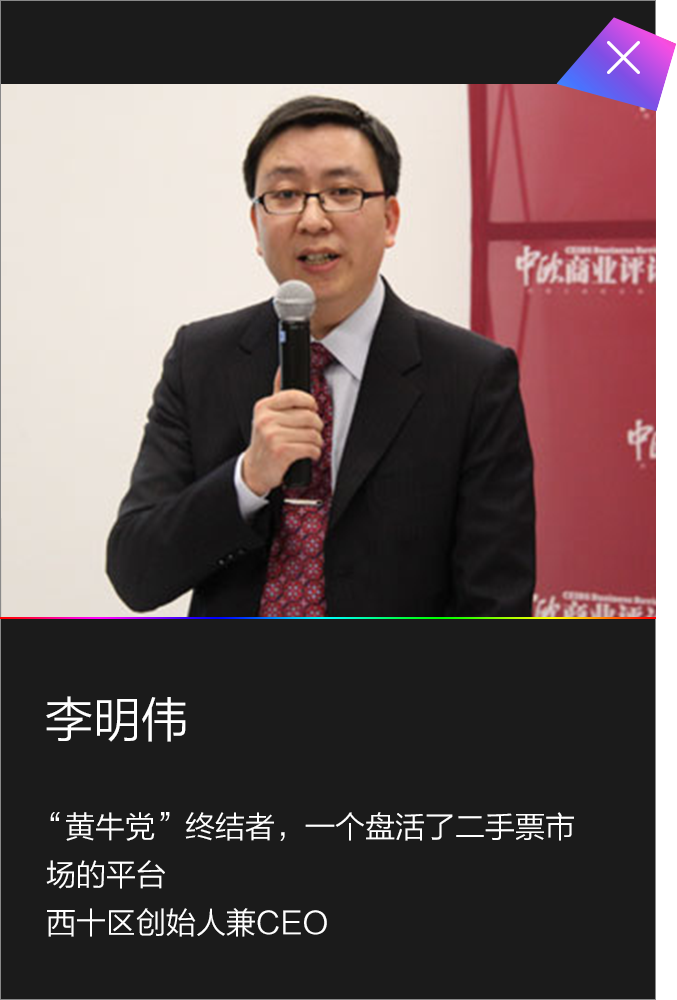 中欧商业评论
CEIBS Business Review
李明伟
“黄牛党”终结者，一个盘活了二手票市
场的平台
西十区创始人兼CEO